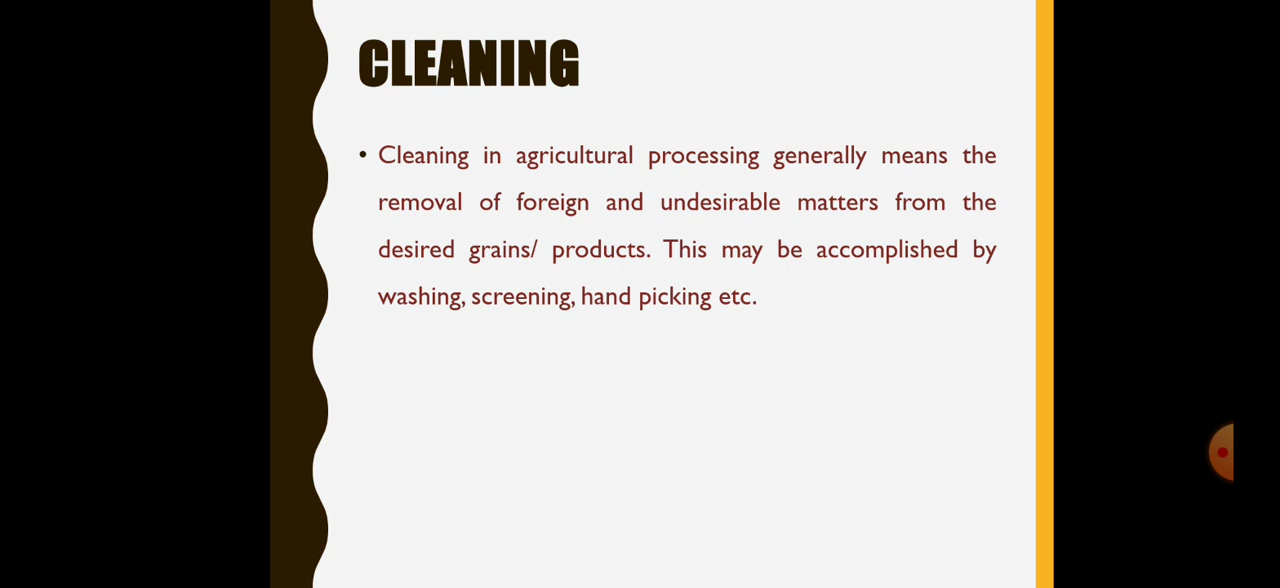 CLEANING
• Cleaning in agricultural processing generally means the
removal of foreign and undesirable matters from the
desired grains/ products. This may be accomplished by
washing, screening, hand picking etc.